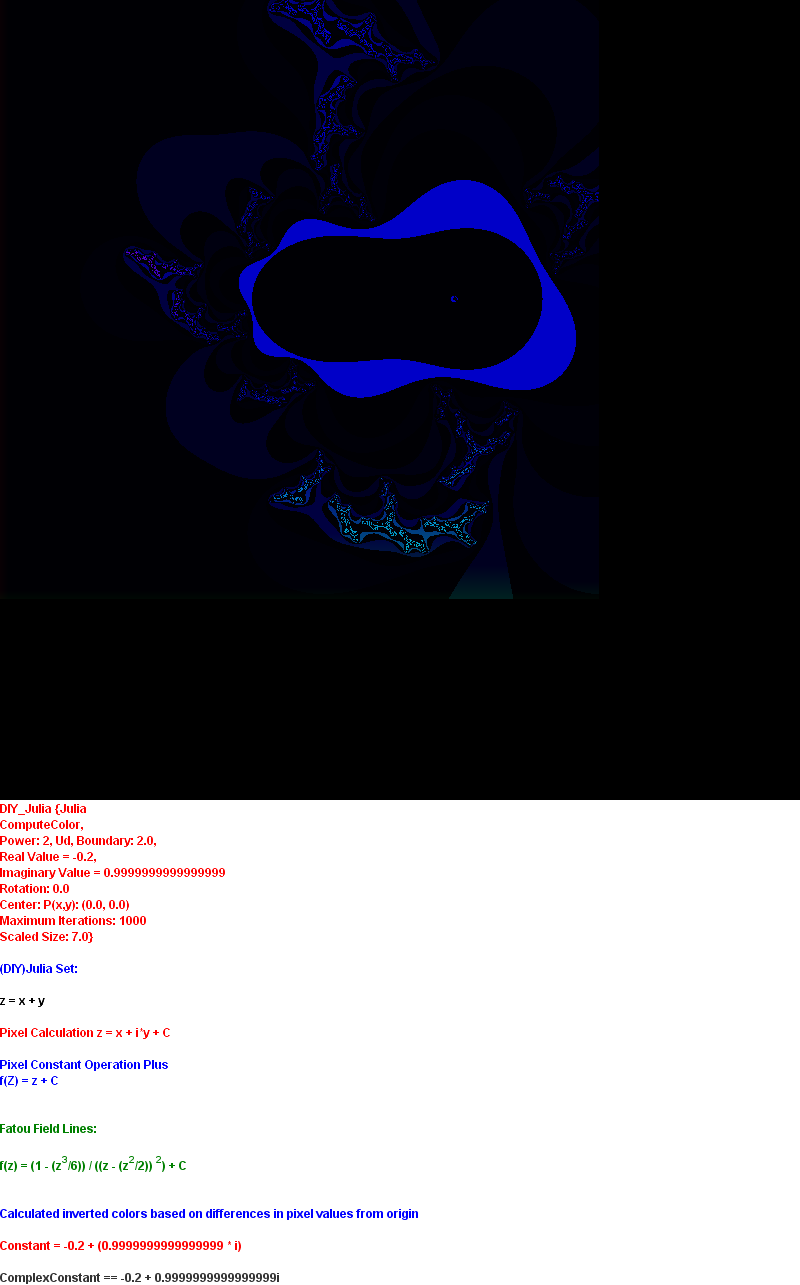 DIY_Julia {Julia
ComputeColor,
Power: 2, Ud, Boundary: 2.0,
Real Value = -0.2,
Imaginary Value = 0.9999999999999999
Rotation: 0.0
Center: P(x,y): (0.0, 0.0)
Maximum Iterations: 1000
Scaled Size: 7.0}
(DIY)Julia Set:
z = x + y
Pixel Calculation z = x + i*y + C
Pixel Constant Operation Plus
f(Z) = z + C
Fatou Field Lines:
f(z) = (1 - (z^3/6)) / ((z - (z^2/2))^2) + C
Calculated inverted colors based on differences in pixel values from origin
Constant = -0.2 + (0.9999999999999999 * i)
ComplexConstant == -0.2 + 0.9999999999999999i